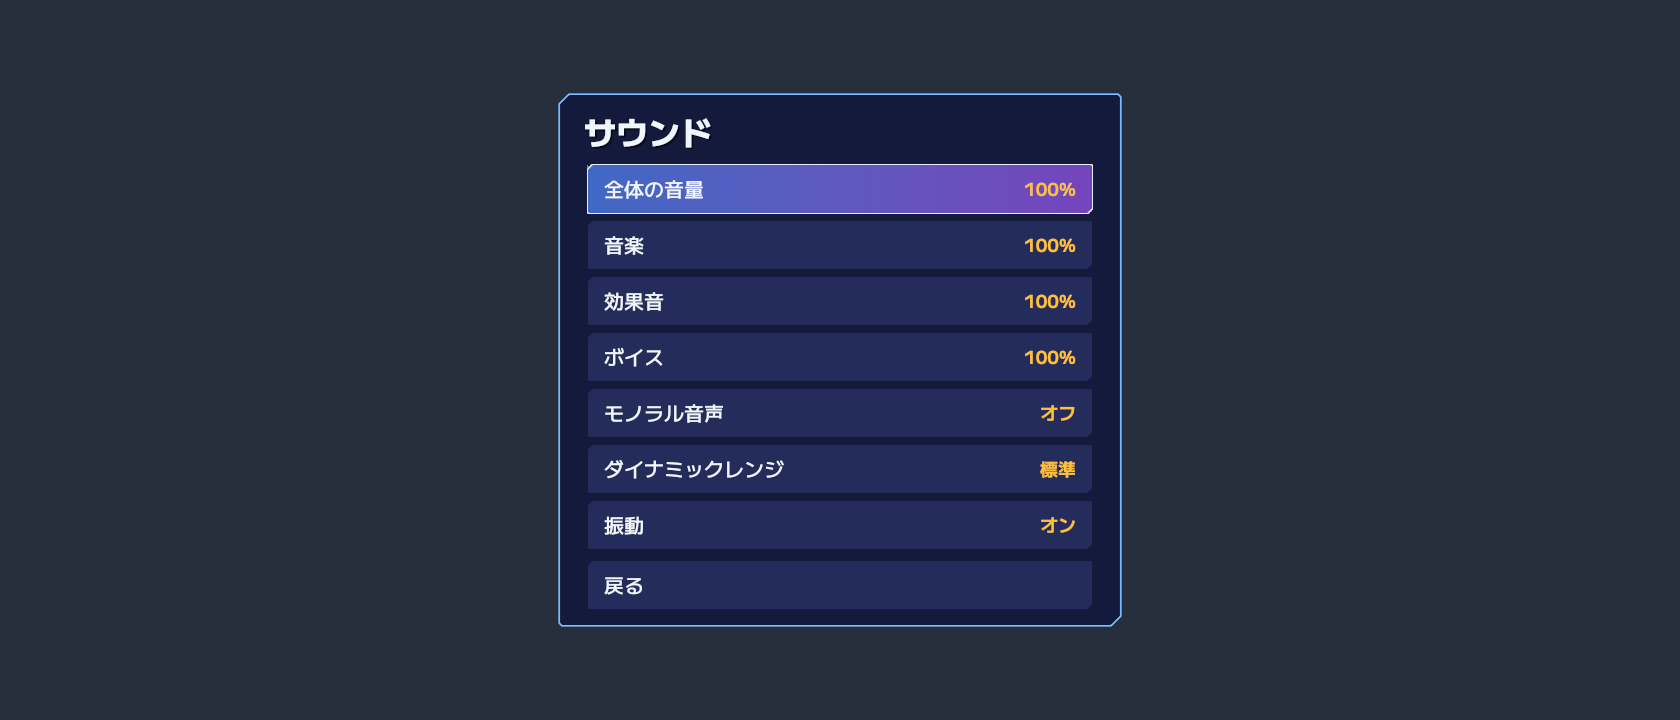 サウンド
全体の音量 100%
音楽 100%
効果音 100%
ボイス 100%
モノラル音声 オフ
ダイナミックレンジ 標準
振動 オン
戻る